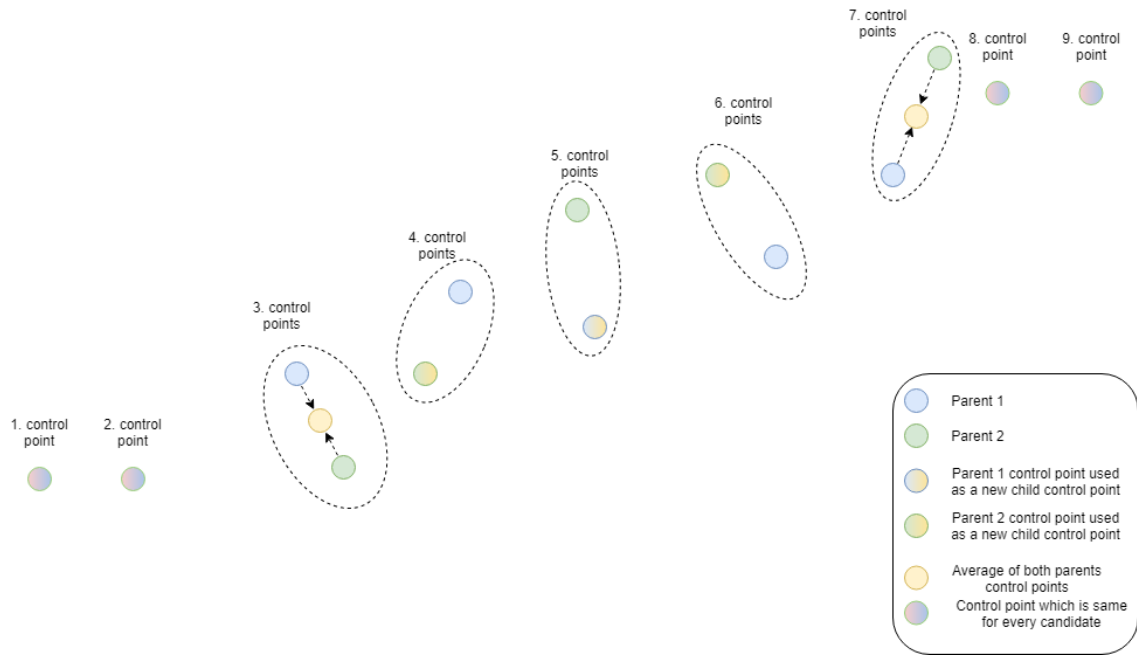 7. control
points
8. control
point
9. control
point
6. control
points
5. control
points
4. control
points
3. control
points
1. control
point
2. control
point
Parent 1
Parent 2
Parent 1 control point used
as a new child control point
Parent 2 control point used
as a new child control point
Average of both parents
control points
Control point which is same
for every candidate